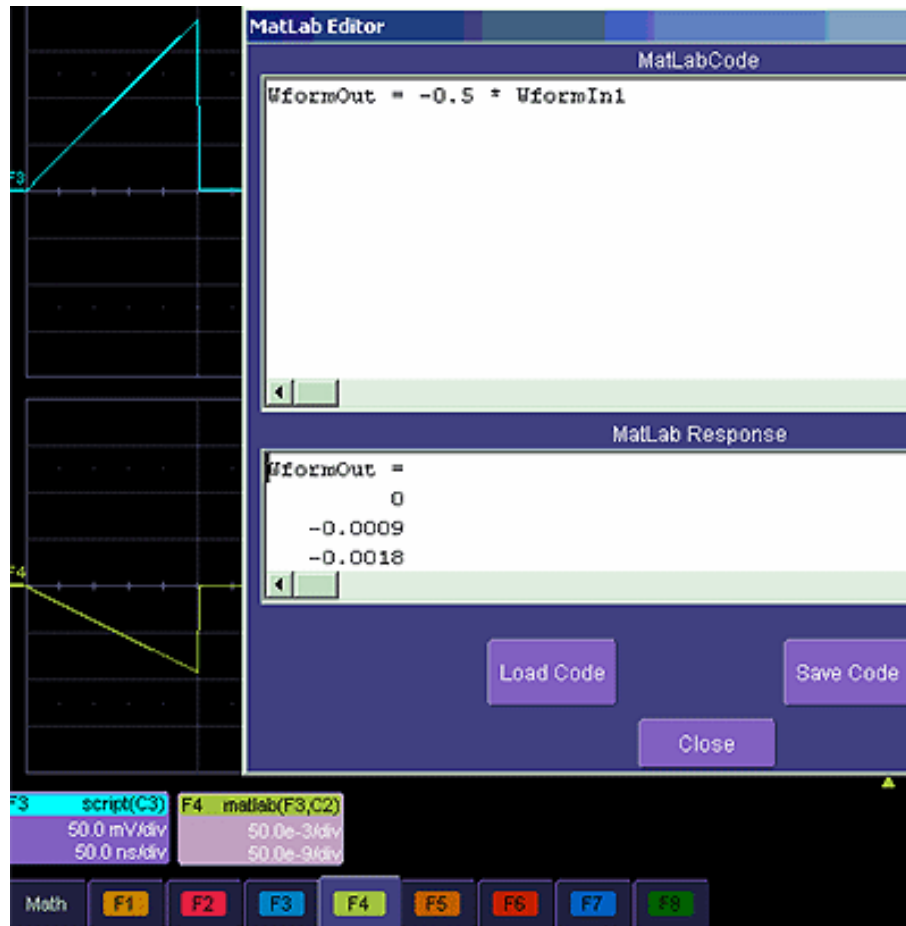 MatLab Editor
MatLabCode
WformOut = -0.5 * WformIn1
F3
MatLab Response
WformOut =
0
-0.0009
-0.0018
F4
Load Code
Save Code
Close
F3 script(C3)
50.0 mV/div
50.0 ns/div
F4 matlab(F3,C2)
50.0e-3/div
50.0e-9/div
Math
F1
F2
F3
F4
F5
F6
F7
F8